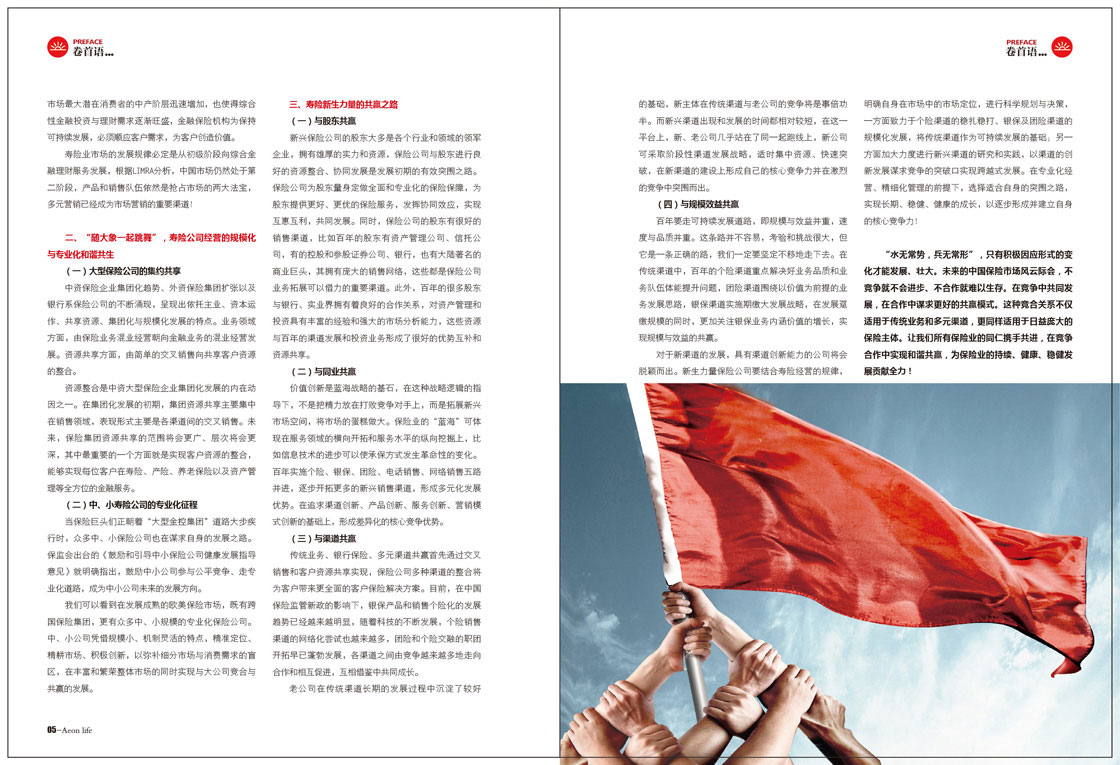 PREFACE
卷首语...
市场最大潜在消费者的中产阶层迅速增加，也使得综合
性金融投资与理财需求逐渐旺盛，金融保险机构为保持
可持续发展，必须顺应客户需求，为客户创造价值。
寿险业市场的发展规律必定是从初级阶段向综合金
融理财服务发展，根据LIMRA分析，中国市场仍然处于第
二阶段，产品和销售队伍依然是抢占市场的两大法宝，
多元营销已经成为市场营销的重要渠道！
二、“随大象一起跳舞”，寿险公司经营的规模化
与专业化和谐共生
（一）大型保险公司的集约共享
中资保险企业集团化趋势、外资保险集团扩张以及
银行系保险公司的不断涌现，呈现出依托主业、资本运
作、共享资源、集团化与规模化发展的特点。业务领域
方面，由保险业务混业经营朝向金融业务的混业经营发
展。资源共享方面，由简单的交叉销售向共享客户资源
的整合。
资源整合是中资大型保险企业集团化发展的内在动
因之一。在集团化发展的初期，集团资源共享主要集中
在销售领域，表现形式主要是各渠道间的交叉销售。未
来，保险集团资源共享的范围将会更广、层次将会更
深，其中最重要的一个方面就是实现客户资源的整合，
能够实现每位客户在寿险、产险、养老保险以及资产管
理等全方位的金融服务。
（二）中、小寿险公司的专业化征程
当保险巨头们正朝着“大型金控集团”道路大步疾
行时，众多中、小保险公司也在谋求自身的发展之路。
保监会出台的《鼓励和引导中小保险公司健康发展指导
意见》就明确指出，鼓励中小公司参与公平竞争、走专
业化道路，成为中小公司未来的发展方向。
我们可以看到在发展成熟的欧美保险市场，既有跨
国保险集团，更有众多中、小规模的专业化保险公司。
中、小公司凭借规模小、机制灵活的特点，精准定位、
精耕市场、积极创新，以弥补细分市场与消费需求的盲
区，在丰富和繁荣整体市场的同时实现与大公司竞合与
共赢的发展。
三、寿险新生力量的共赢之路
（一）与股东共赢
新兴保险公司的股东大多是各个行业和领域的领军
企业，拥有雄厚的实力和资源，保险公司与股东进行良
好的资源整合、协同发展是发展初期的有效突围之路。
保险公司为股东量身定做全面和专业化的保险保障，为
股东提供更好、更优的保险服务，发挥协同效应，实现
互惠互利，共同发展。同时，保险公司的股东有很好的
销售渠道，比如百年的股东有资产管理公司、信托公
司，有的控股和参股证券公司、银行，也有大陆著名的
商业巨头，其拥有庞大的销售网络，这些都是保险公司
业务拓展可以借力的重要渠道。此外，百年的很多股东
与银行、实业界拥有着良好的合作关系，对资产管理和
投资具有丰富的经验和强大的市场分析能力，这些资源
与百年的渠道发展和投资业务形成了很好的优势互补和
资源共享。
（二）与同业共赢
价值创新是蓝海战略的基石，在这种战略逻辑的指
导下，不是把精力放在打败竞争对手上，而是拓展新兴
市场空间，将市场的蛋糕做大。保险业的“蓝海”可体
现在服务领域的横向开拓和服务水平的纵向挖掘上，比
如信息技术的进步可以使承保方式发生革命性的变化。
百年实施个险、银保、团险、电话销售、网络销售五路
并进，逐步开拓更多的新兴销售渠道，形成多元化发展
优势。在追求渠道创新、产品创新、服务创新、营销模
式创新的基础上，形成差异化的核心竞争优势。
（三）与渠道共赢
传统业务、银行保险、多元渠道共赢首先通过交叉
销售和客户资源共享实现，保险公司多种渠道的整合将
为客户带来更全面的客户保险解决方案。目前，在中国
保险监管新政的影响下，银保产品和销售个险化的发展
趋势已经越来越明显，随着科技的不断发展，个险销售
渠道的网络化尝试也越来越多，团险和个险交融的职团
开拓早已蓬勃发展，各渠道之间由竞争越来越多地走向
合作和相互促进，互相借鉴中共同成长。
老公司在传统渠道长期的发展过程中沉淀了较好
05-Aeon life
PREFACE
卷首语...
的基础，新主体在传统渠道与老公司的竞争将是事倍功
半。而新兴渠道出现和发展的时间都相对较短，在这一
平台上，新、老公司几乎站在了同一起跑线上，新公司
可采取阶段性渠道发展战略，适时集中资源、快速突
破，在新渠道的建设上形成自己的核心竞争力并在激烈
的竞争中突围而出。
（四）与规模效益共赢
百年要走可持续发展道路，即规模与效益并重，速
度与品质并重。这条路并不容易，考验和挑战很大，但
它是一条正确的路，我们一定要坚定不移地走下去。在
传统渠道中，百年的个险渠道重点解决好业务品质和业
务队伍体能提升问题，团险渠道围绕以价值为前提的业
务发展思路，银保渠道实施期缴大发展战略，在发展趸
缴规模的同时，更加关注银保业务内涵价值的增长，实
现规模与效益的共赢。
对于新渠道的发展，具有渠道创新能力的公司将会
脱颖而出。新生力量保险公司要结合寿险经营的规律，
明确自身在市场中的市场定位，进行科学规划与决策，
一方面致力于个险渠道的稳扎稳打、银保及团险渠道的
规模化发展，将传统渠道作为可持续发展的基础；另一
方面加大力度进行新兴渠道的研究和实践，以渠道的创
新发展谋求竞争的突破口实现跨越式发展。在专业化经
营、精细化管理的前提下，选择适合自身的突围之路，
实现长期、稳健、健康的成长，以逐步形成并建立自身
的核心竞争力！
“水无常势，兵无常形”，只有积极因应形式的变
化才能发展、壮大。未来的中国保险市场风云际会，不
竞争就不会进步、不合作就难以生存。在竞争中共同发
展，在合作中谋求更好的共赢模式。这种竞合关系不仅
适用于传统业务和多元渠道，更同样适用于日益庞大的
保险主体。让我们所有保险业的同仁携手共进，在竞争
合作中实现和谐共赢，为保险业的持续、健康、稳健发
展贡献全力！